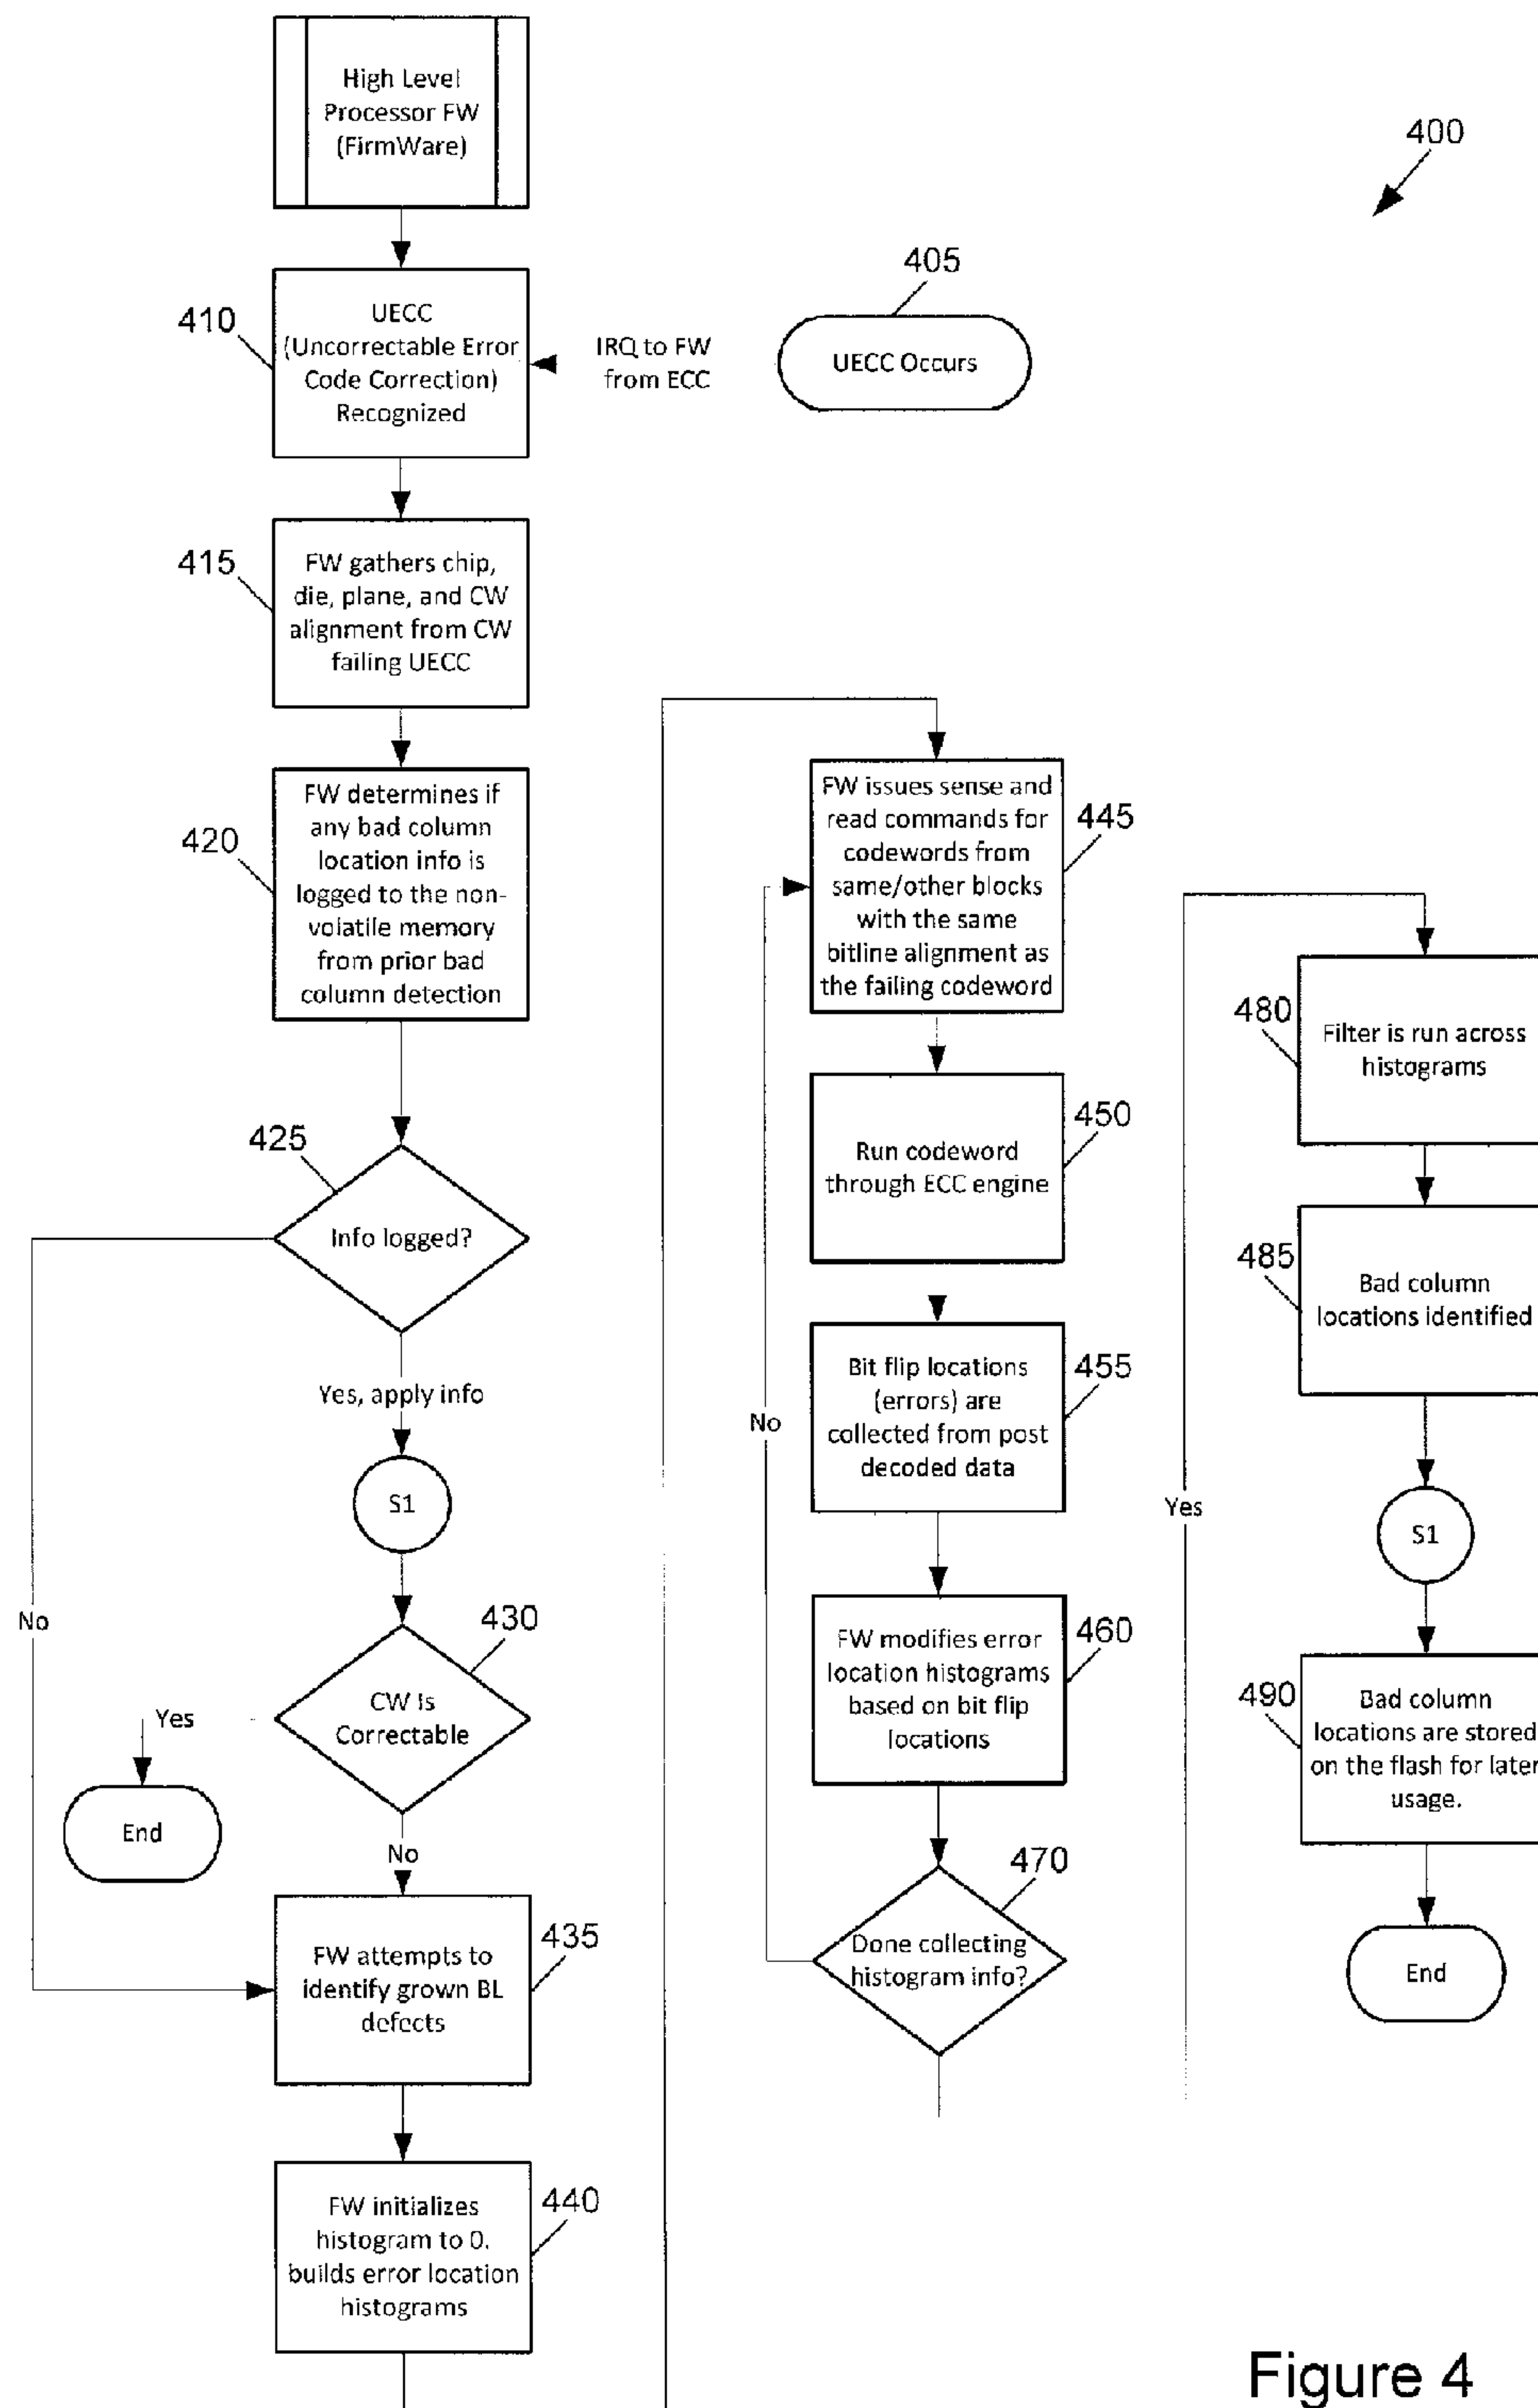 High Level
Processor FW
(FirmWare)
400
405
410
UECC
(Uncorrectable Error
Code Correction)
Recognized
IRQ to FW
from ECC
UECC Occurs
415
FW gathers chip,
die, plane, and CW
alignment from CW
failing UECC
420
FW determines if
any bad column
location info is
logged to the non-
volatile memory
from prior bad
column detection
425
Info logged?
Yes, apply info
S1
No
430
CW Is
Correctable
Yes
End
No
435
FW attempts to
identify grown BL
defects
440
FW initializes
histogram to 0.
builds error location
histograms
445
FW issues sense and
read commands for
codewords from
same/other blocks
with the same
bitline alignment as
the failing codeword
450
Run codeword
through ECC engine
455
Bit flip locations
(errors) are
collected from post
decoded data
No
460
FW modifies error
location histograms
based on bit flip
locations
470
Done collecting
histogram info?
Yes
480
Filter is run across
histograms
485
Bad column
locations identified
S1
490
Bad column
locations are stored
on the flash for later
usage.
End
Figure 4